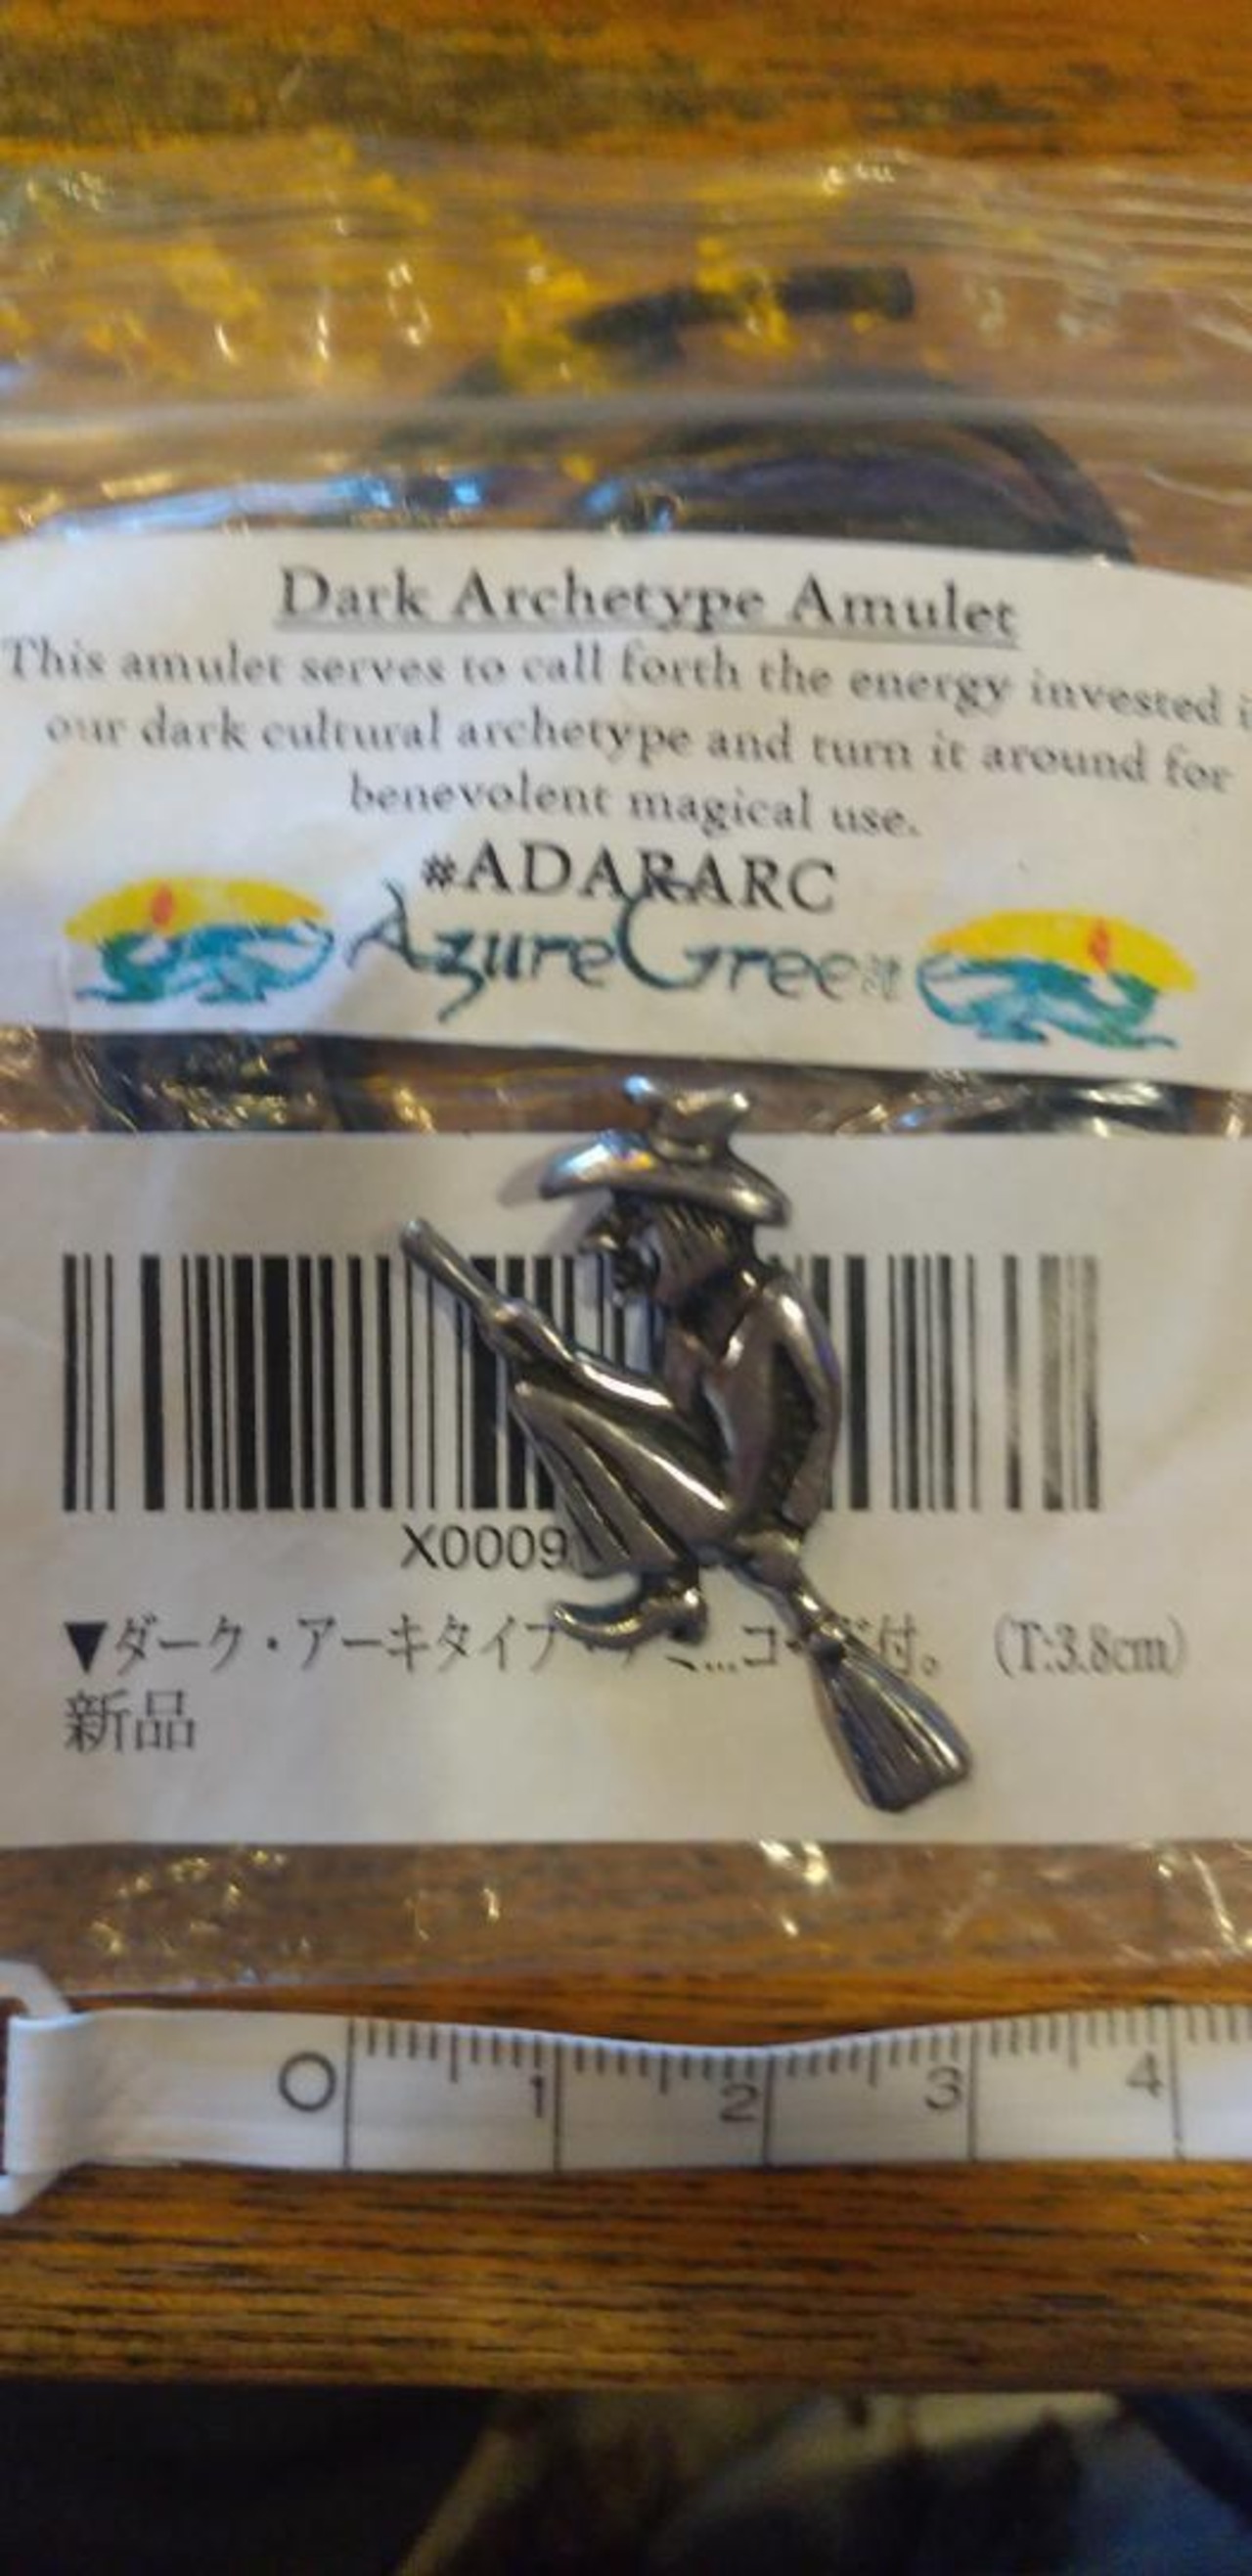 Dark Archetype Amulet
This amulet serves to call forth the energy invested
our dark cultural archetype and turn it around for
benevolent magical use.
#ADARARC
AzureGreen
X0009
▼ダーク・アーキタイプ・ ...コ 付。 (T:3.8cm)
新品
0 1 2 3 4